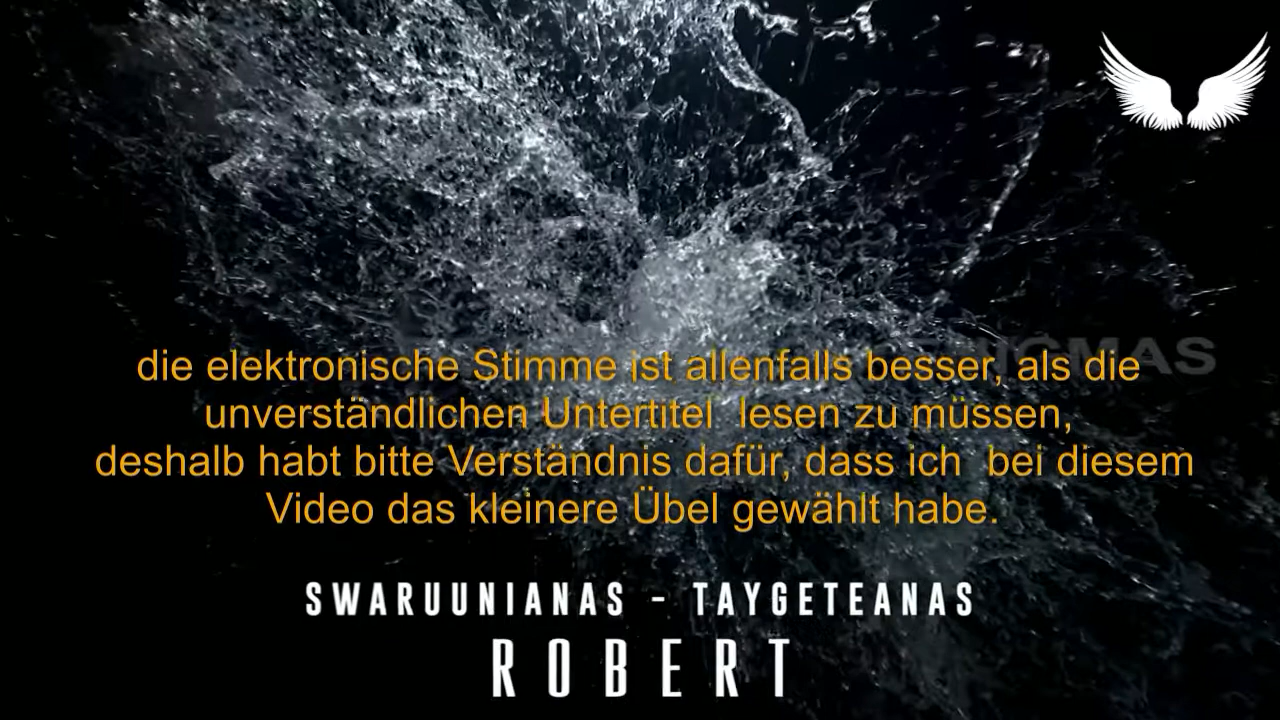 die elektronische Stimme ist allenfalls besser, als die
unverständlichen Untertitel lesen zu müssen,
deshalb habt bitte Verständnis dafür, dass ich bei diesem
Video das kleinere Übel gewählt habe.
SWARUUNIANAS - TAYGETEANAS
ROBERT